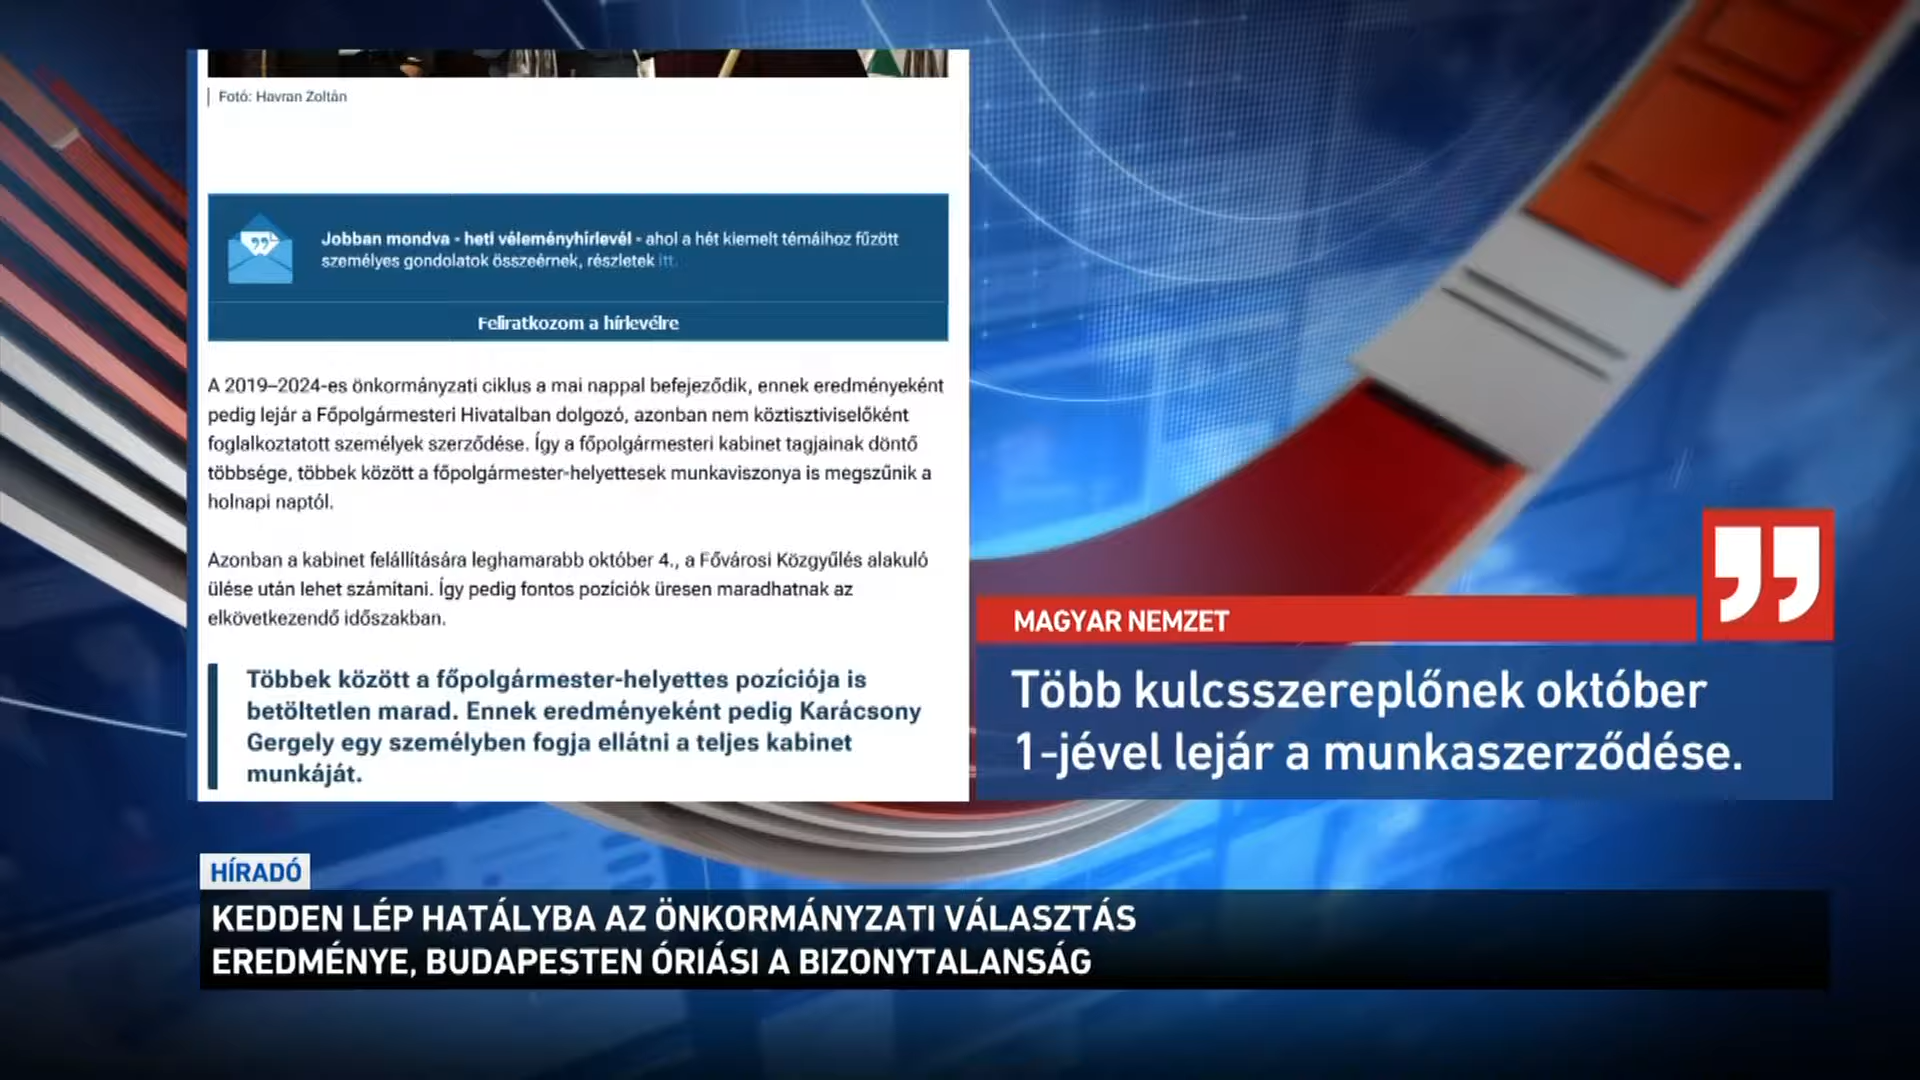 Fotó: Havran Zoltán
Jobban mondva - heti véleményhírlevél - ahol a hét kiemelt témáihoz fűzött
személyes gondolatok összeérnek, részletek itt.
Feliratkozom a hírlevélre
A 2019–2024-es önkormányzati ciklus a mai nappal befejeződik, ennek eredményeként
pedig lejár a Főpolgármesteri Hivatalban dolgozó, azonban nem köztisztiviselőként
foglalkoztatott személyek szerződése. Így a főpolgármesteri kabinet tagjainak döntő
többsége, többek között a főpolgármester-helyettesek munkaviszonya is megszűnik a
holnapi naptól.
Azonban a kabinet felállítására leghamarabb október 4., a Fővárosi Közgyűlés alakuló
ülése után lehet számítani. Így pedig fontos pozíciók üresen maradhatnak az
elkövetkezendő időszakban.
Többek között a főpolgármester-helyettes pozíciója is
betöltetlen marad. Ennek eredményeként pedig Karácsony
Gergely egy személyben fogja ellátni a teljes kabinet
munkáját.
MAGYAR NEMZET
Több kulcsszereplőnek október
1-jével lejár a munkaszerződése.
HÍRADÓ
KEDDEN LÉP HATÁLYBA AZ ÖNKORMÁNYZATI VÁLASZTÁS
EREDMÉNYE, BUDAPESTEN ÓRIÁSI A BIZONYTALANSÁG